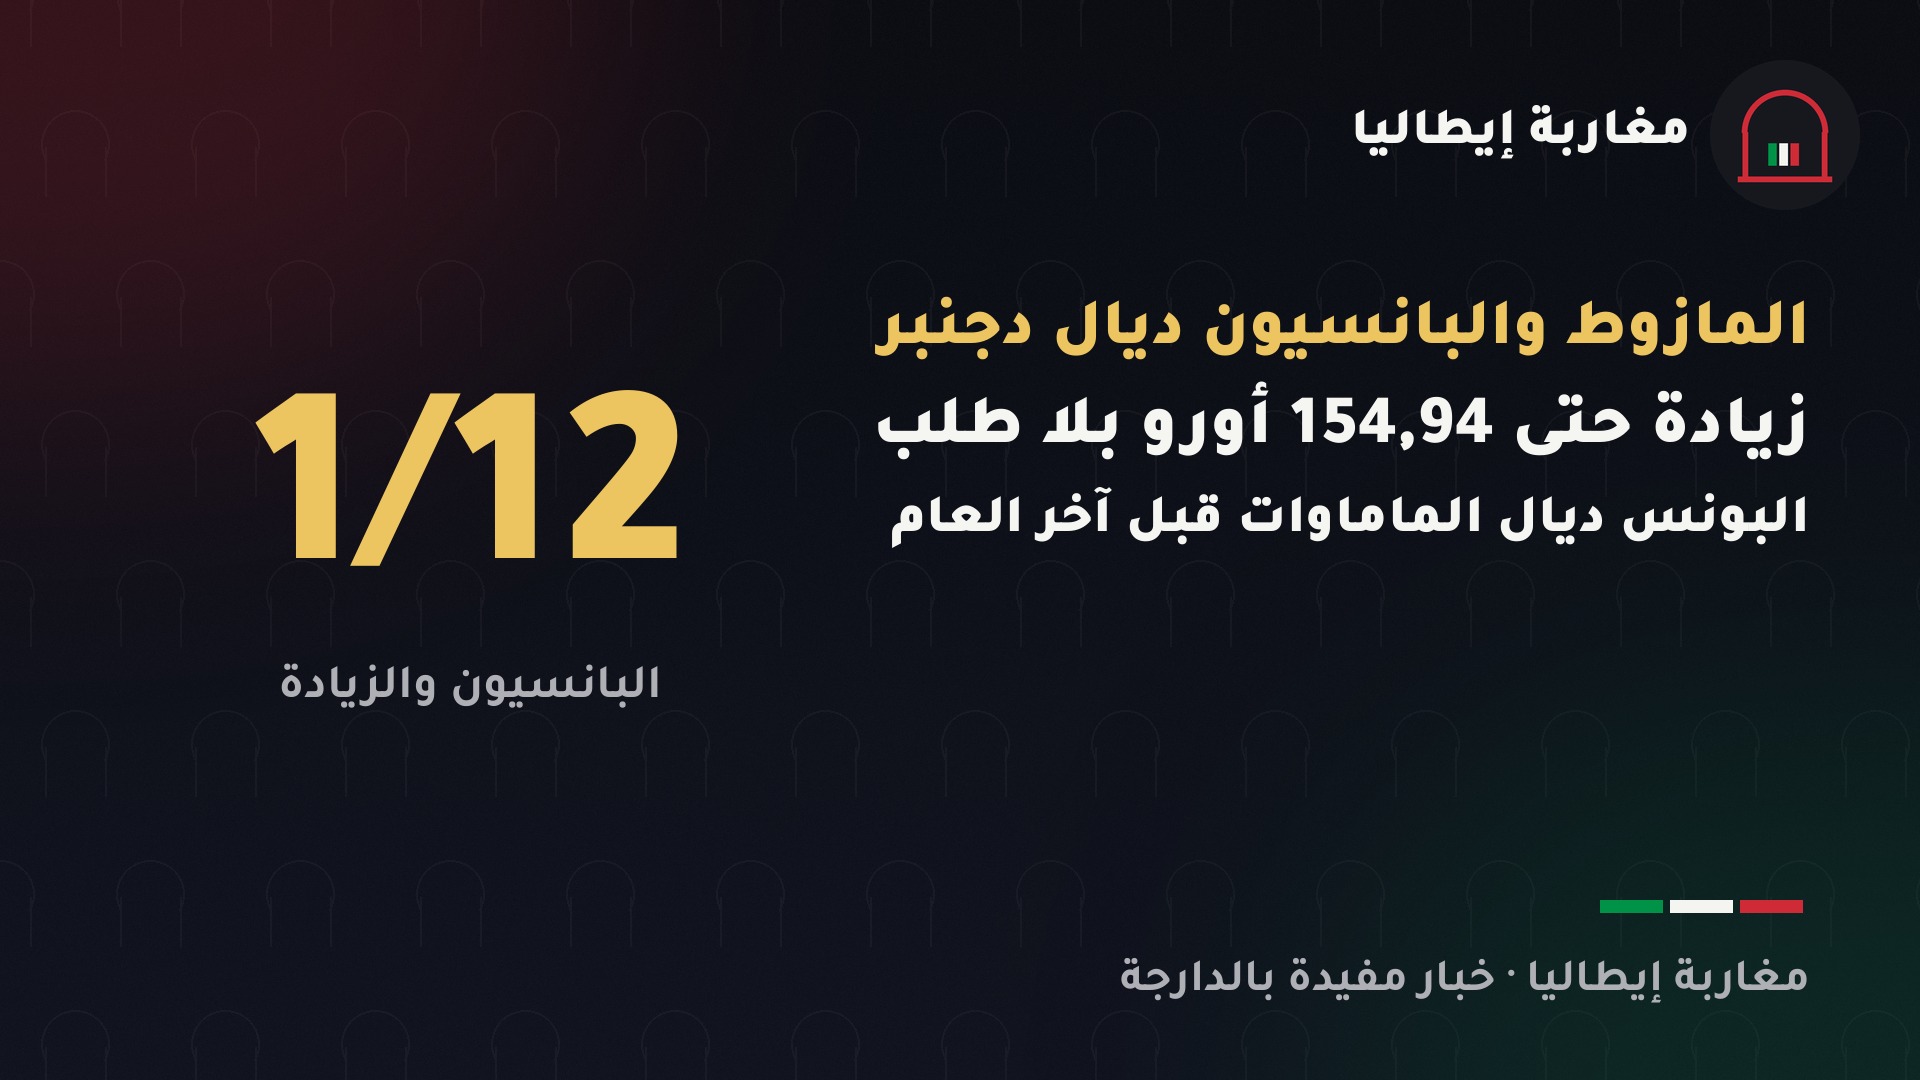 مغاربة إيطاليا
المازوط والبانسيون ديال دجنبر
زيادة حتى 154,94 أورو بلا طلب
البونس ديال الماماوات قبل آخر العام
1/12
البانسيون والزيادة
مغاربة إيطاليا · خبار مفيدة بالدارجة